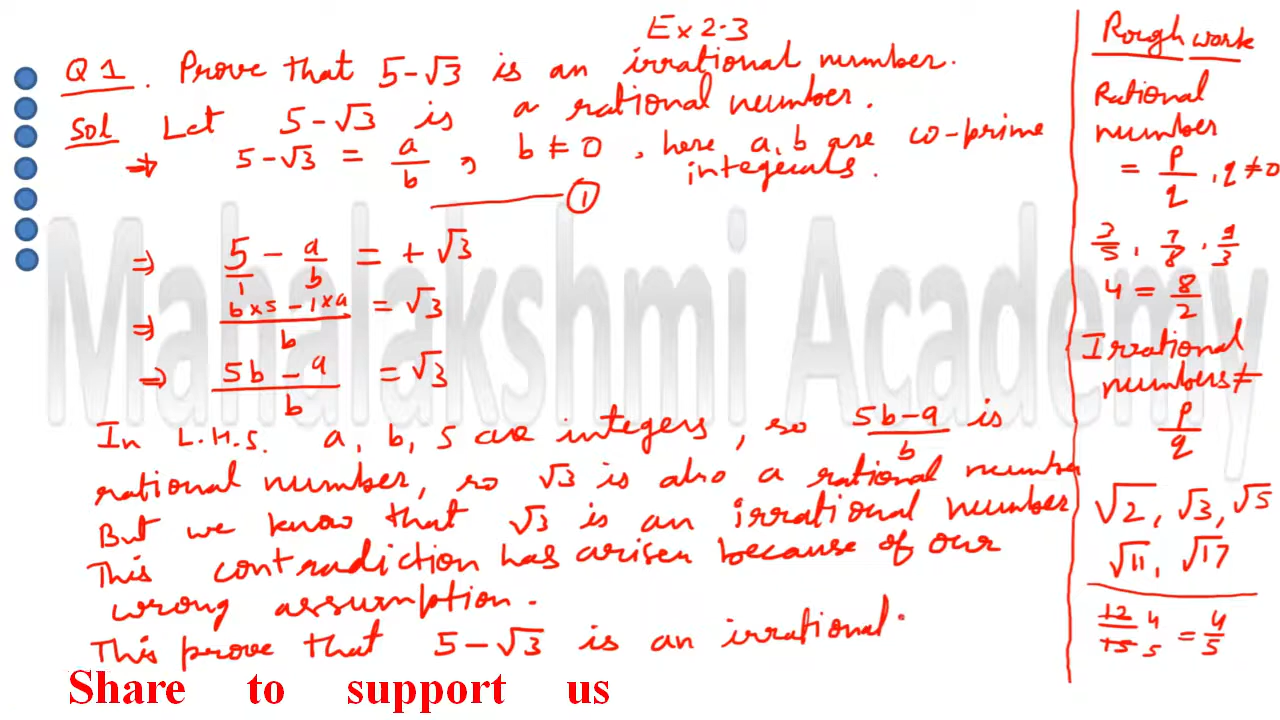 Ex 2.3
Q 1. Prove that 5-√3 is an irrational number.
Sol Let 5-√3 is a rational number.
⇒ 5-√3 = a/b, b≠0, here a, b are co-prime
integerals.
①
⇒ 5/1 - a/b = + √3
⇒ (b×5 - 1×a)/b = √3
⇒ (5b - a)/b = √3
In L.H.S. a, b, 5 are integers, so (5b-a)/b is
rational number, so √3 is also a rational number
But we know that √3 is an irrational number
This contradiction has arisen because of our
wrong assumption.
This prove that 5-√3 is an irrational.
Share to support us
Rough work
Rational
number
= p/q, q≠0
3/5, 7/8, 9/3
4 = 8/2
Irrational
numbers≠
p/q
√2, √3, √5
√11, √17
12/15 4/5 = 4/5
Mahalakshmi Academy